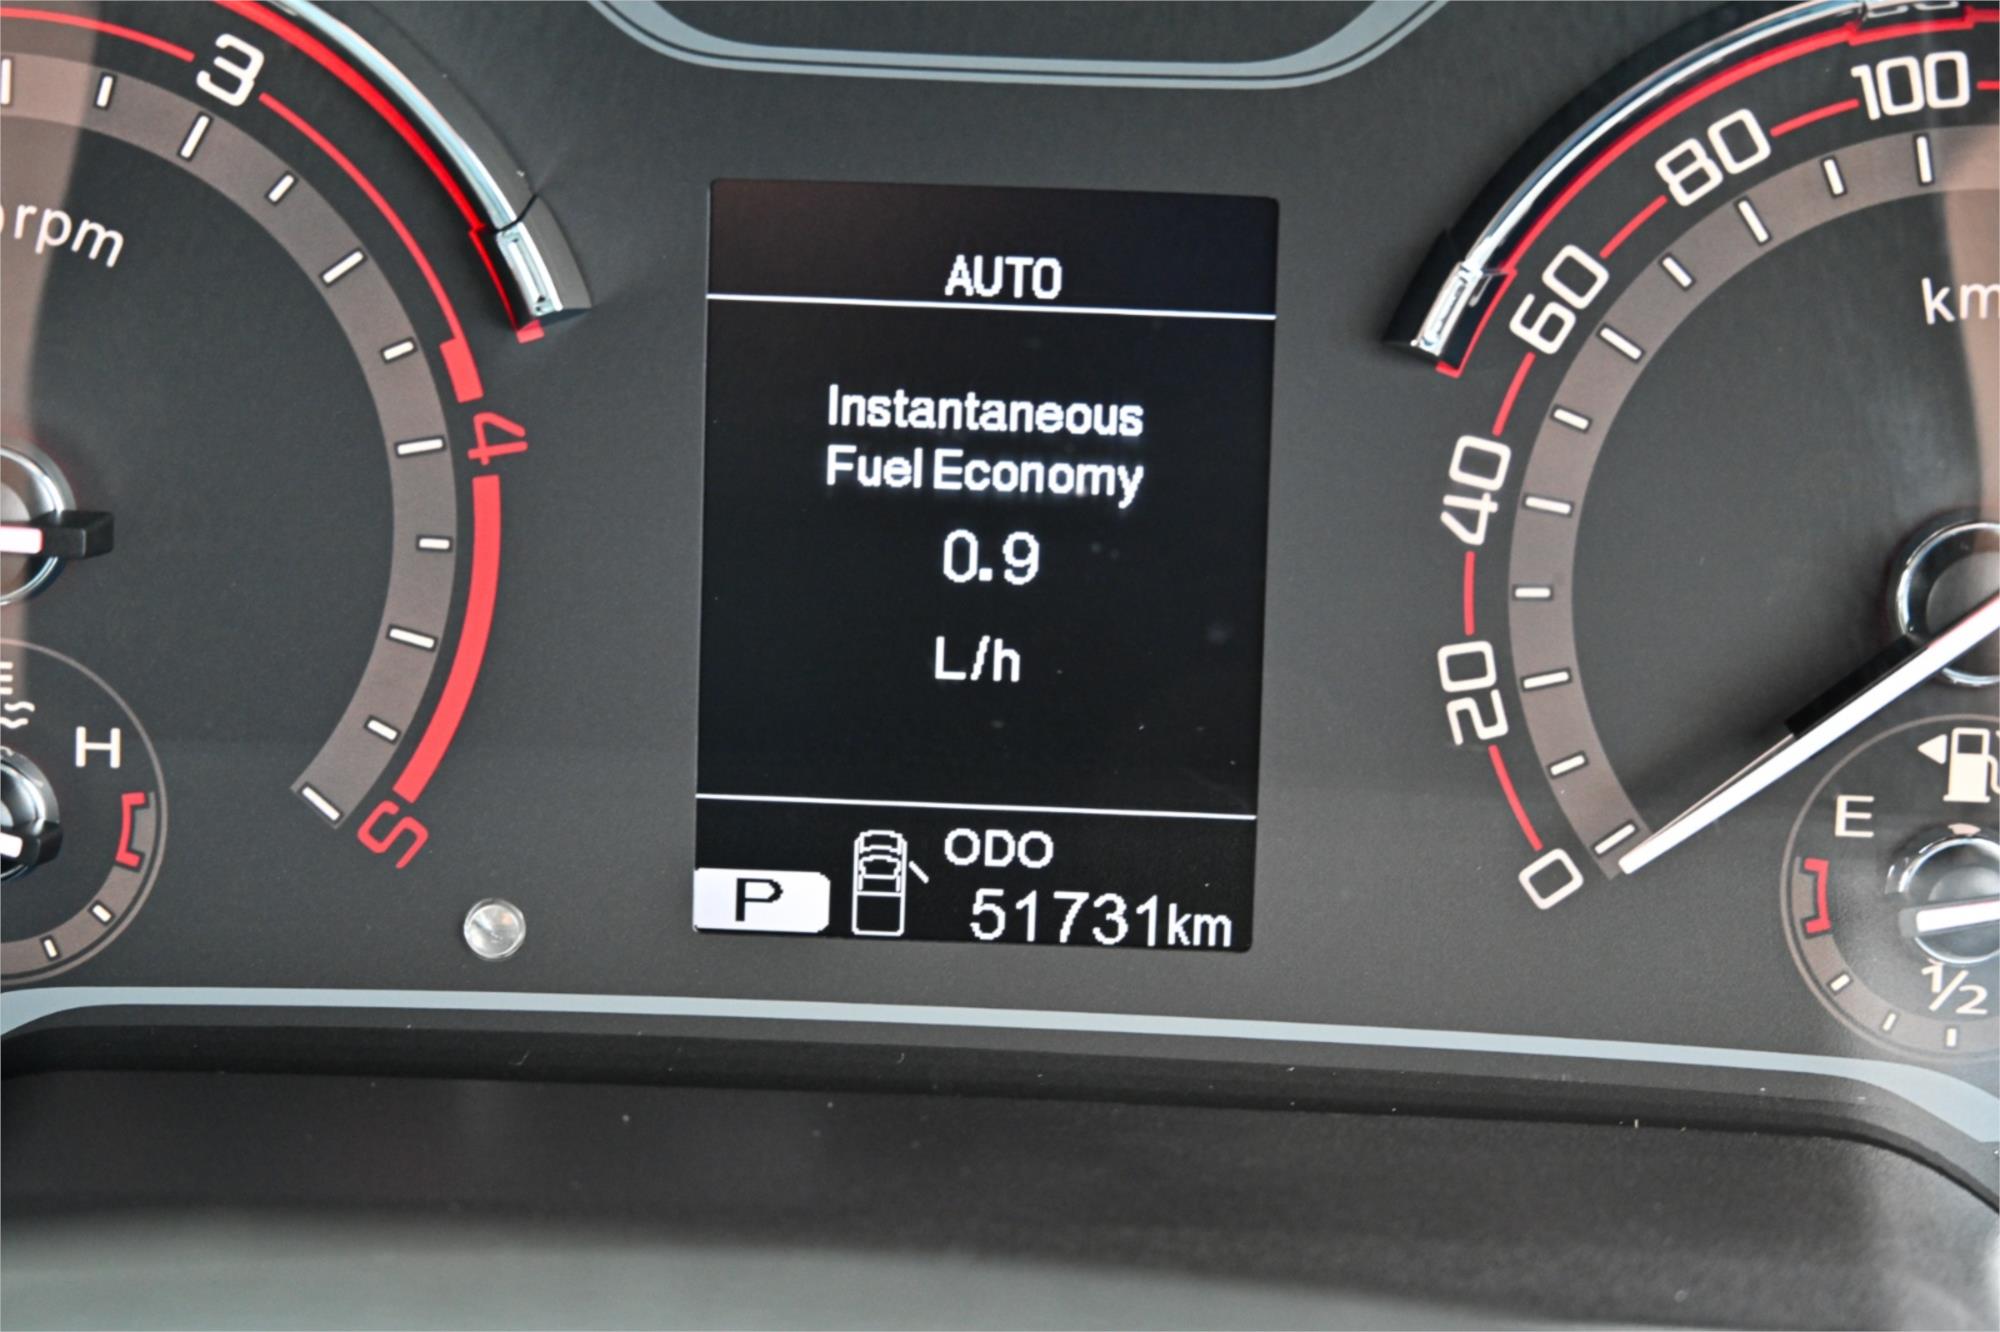 3
100
80
rpm
AUTO
60
km
Instantaneous
Fuel Economy
4
40
0.9
L/h
20
H
E
5
ODO
0
P
51731km
1/2